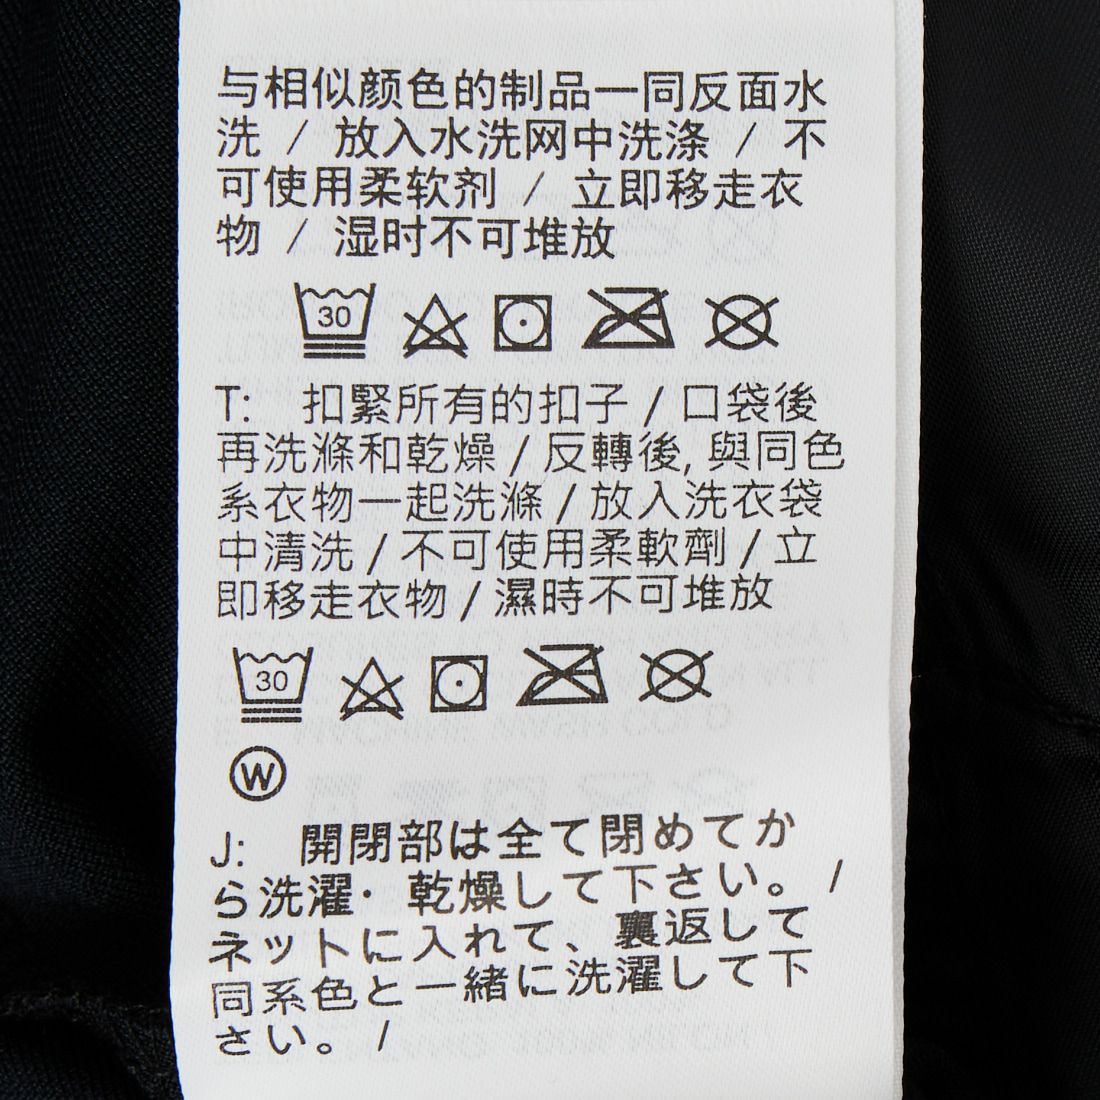 与相似颜色的制品一同反面水
洗 / 放入水洗网中洗涤 / 不
可使用柔软剂 / 立即移走衣
物 / 湿时不可堆放
30
T: 扣緊所有的扣子 / 口袋後
再洗滌和乾燥 / 反轉後, 與同色
系衣物一起洗滌 / 放入洗衣袋
中清洗 / 不可使用柔軟劑 / 立
即移走衣物 / 濕時不可堆放
30
W
J: 開閉部は全て閉めてか
ら洗濯・乾燥して下さい。 /
ネットに入れて、裏返して
同系色と一緒に洗濯して下
さい。 /